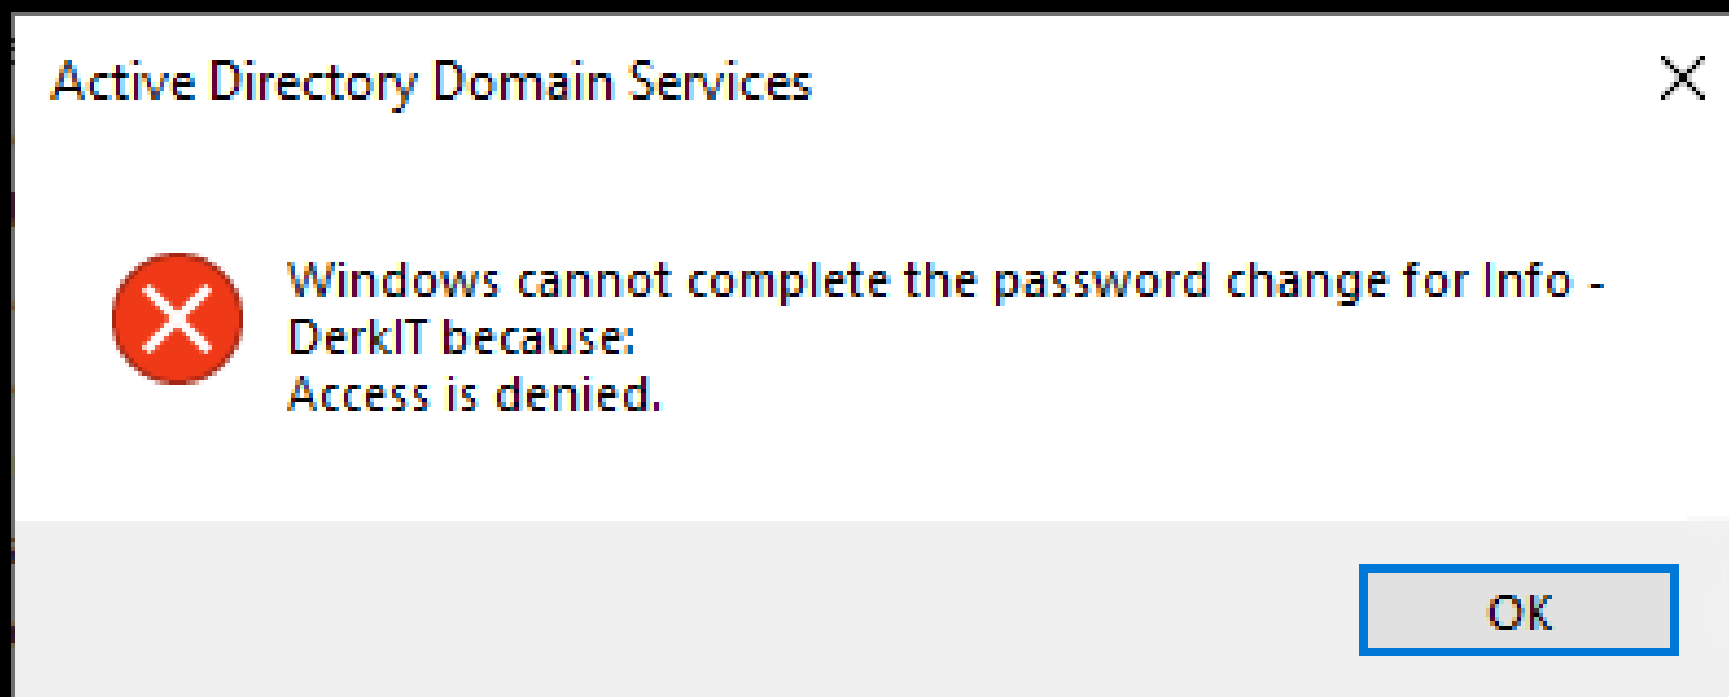 Active Directory Domain Services
Windows cannot complete the password change for Info -
DerkIT because:
Access is denied.
OK